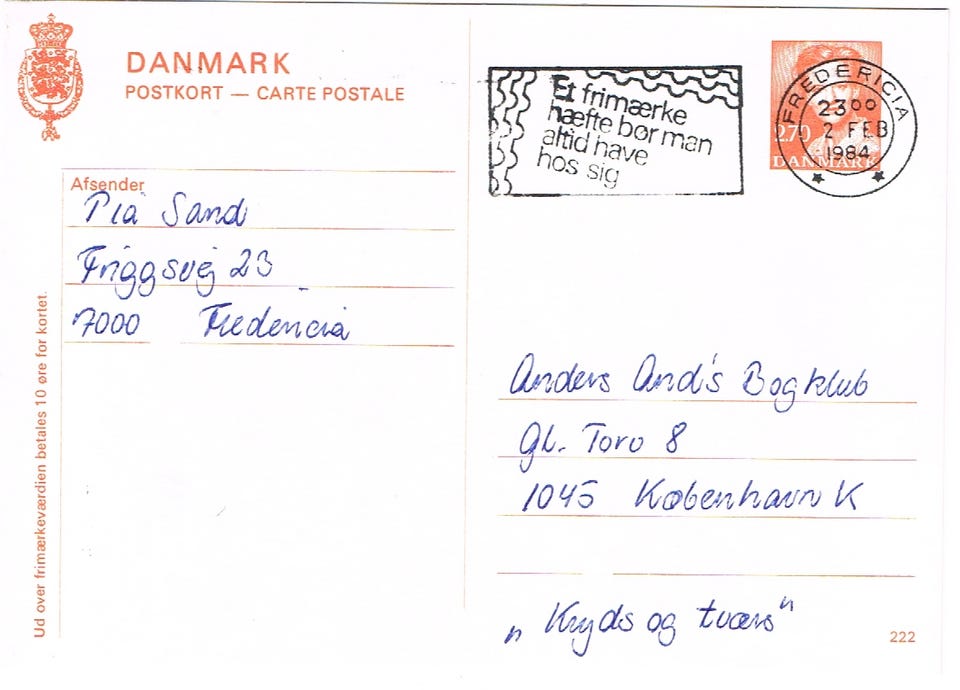 DANMARK
POSTKORT — CARTE POSTALE
Et frimærke
hæfte bør man
altid have
hos sig
FREDERICIA
23oo
2 FEB
1984
2.70
DANMARK
Afsender
Pia Sand
Friggsvej 23
7000 Fredericia
Ud over frimærkeværdien betales 10 øre for kortet.
Anders And's Bogklub
Gl. Torv 8
1045 København K
„ Kryds og tværs"
222